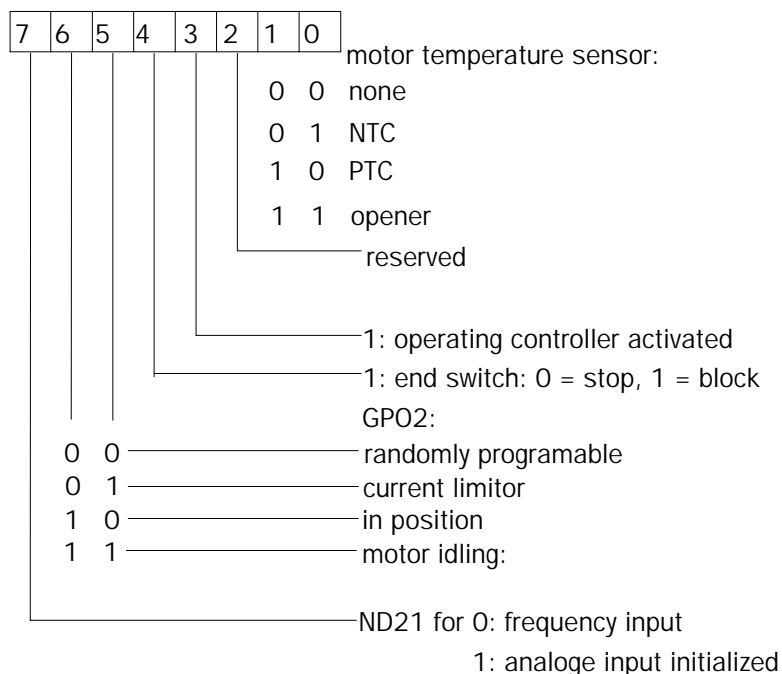 7 6 5 4 3 2 1 0
motor temperature sensor:
0 0 none
0 1 NTC
1 0 PTC
1 1 opener
reserved
1: operating controller activated
1: end switch: 0 = stop, 1 = block
GPO2:
0 0 randomly programable
0 1 current limitor
1 0 in position
1 1 motor idling:
ND21 for 0: frequency input
1: analoge input initialized